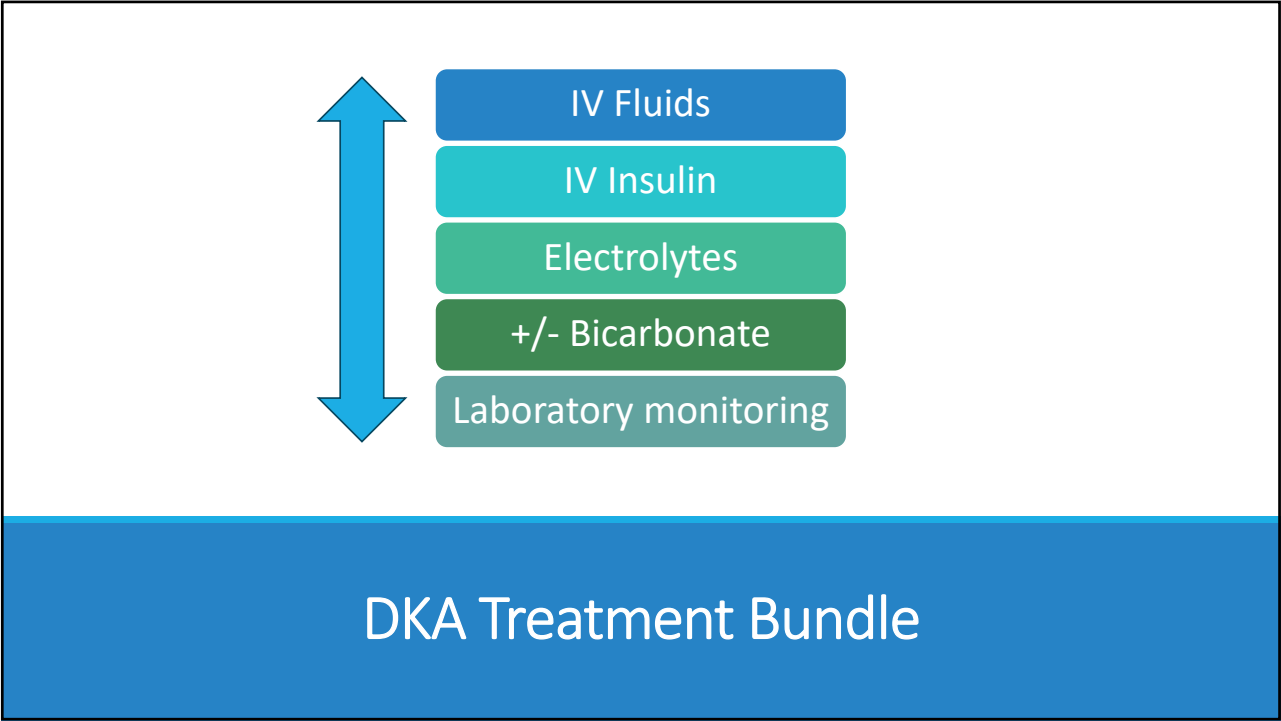 IV Fluids
IV Insulin
Electrolytes
+/- Bicarbonate
Laboratory monitoring
DKA Treatment Bundle